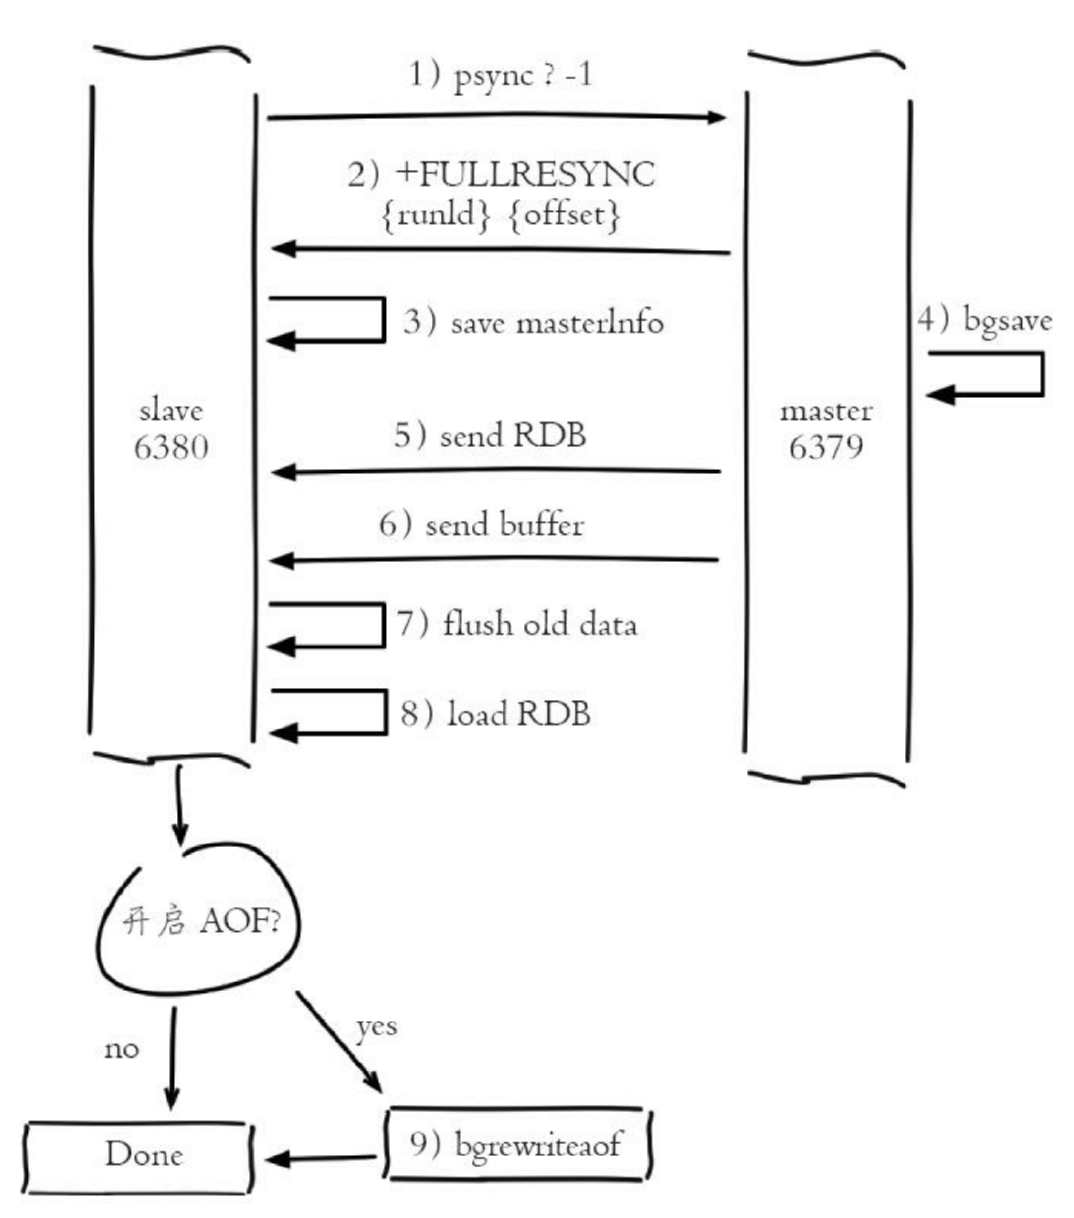 1) psync ? -1
2) +FULLRESYNC
{runId} {offset}
3) save masterInfo
4) bgsave
slave
6380
master
6379
5) send RDB
6) send buffer
7) flush old data
8) load RDB
开启 AOF?
no
yes
Done
9) bgrewriteaof